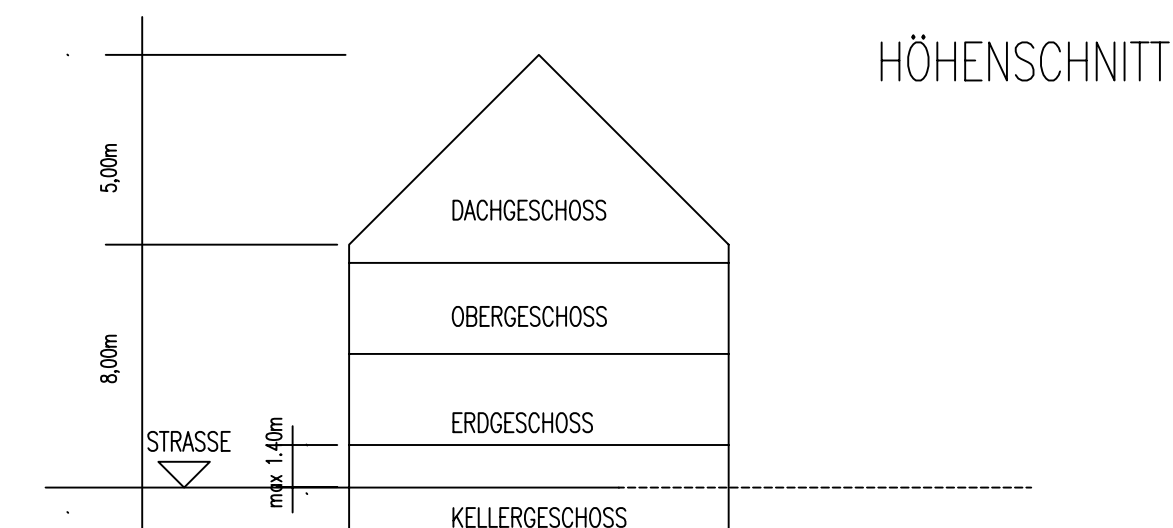 HÖHENSCHNITT
5,00m
DACHGESCHOSS
OBERGESCHOSS
8,00m
ERDGESCHOSS
STRASSE
max 1.40m
KELLERGESCHOSS